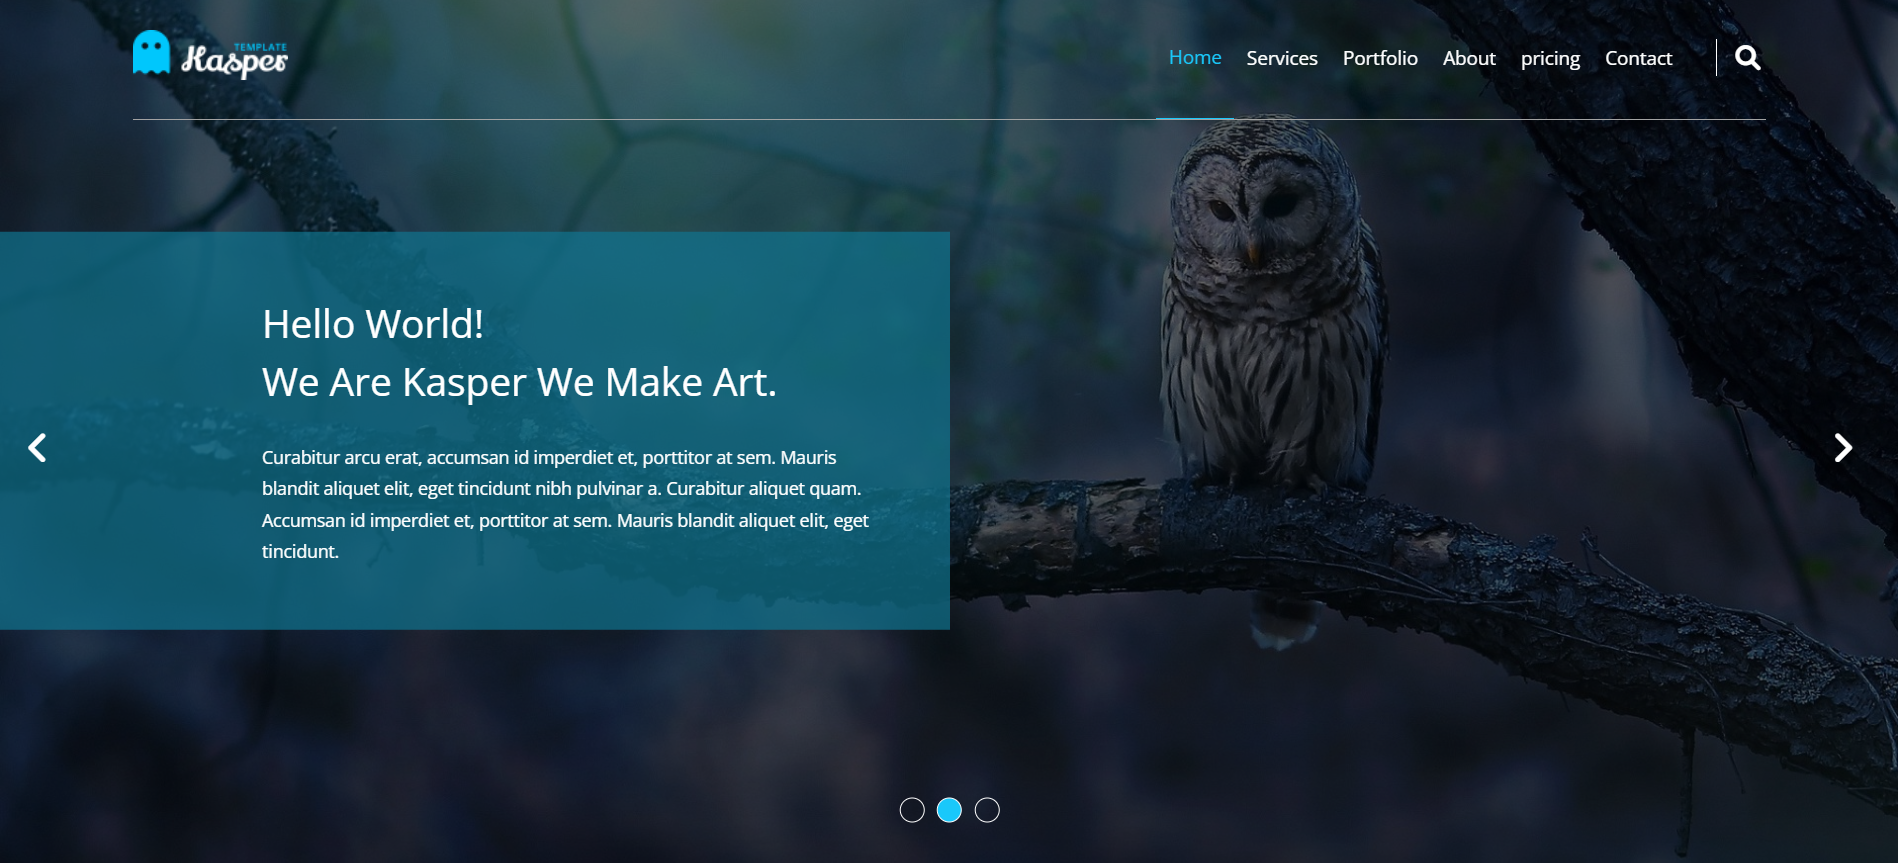 TEMPLATE
Kasper
Home Services Portfolio About pricing Contact
Hello World!
We Are Kasper We Make Art.
Curabitur arcu erat, accumsan id imperdiet et, porttitor at sem. Mauris
blandit aliquet elit, eget tincidunt nibh pulvinar a. Curabitur aliquet quam.
Accumsan id imperdiet et, porttitor at sem. Mauris blandit aliquet elit, eget
tincidunt.